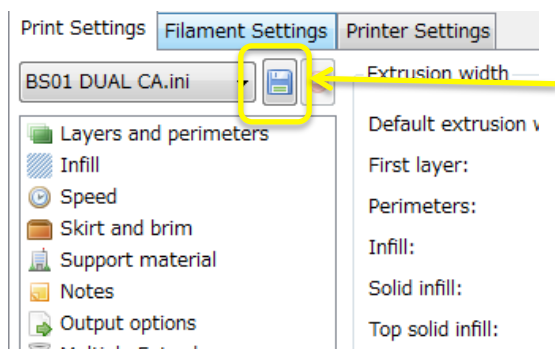 Print Settings
Filament Settings
Printer Settings
BS01 DUAL CA.ini
Layers and perimeters
Infill
Speed
Skirt and brim
Support material
Notes
Output options
Extrusion width
Default extrusion
First layer:
Perimeters:
Infill:
Solid infill:
Top solid infill: